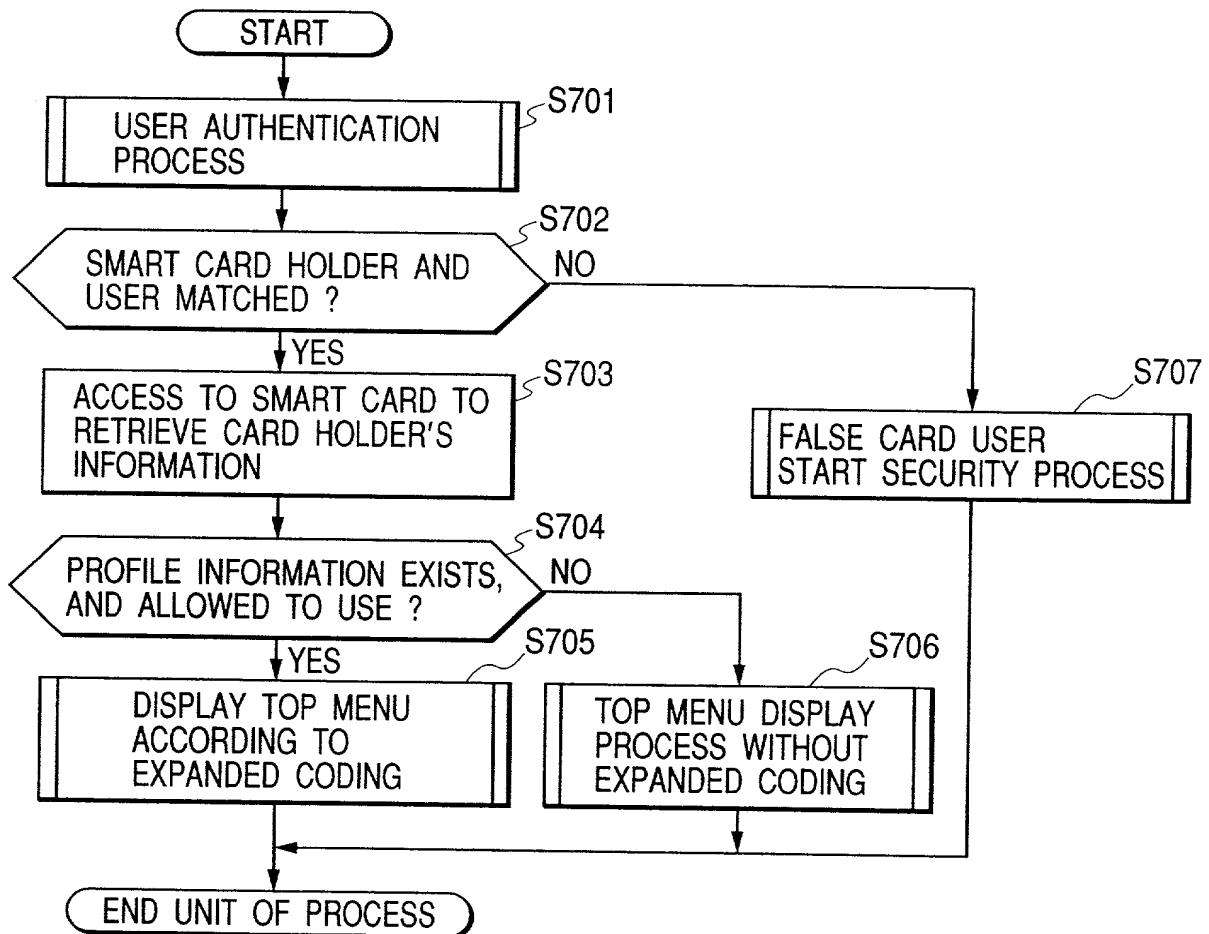 START
S701
USER AUTHENTICATION
PROCESS
S702
SMART CARD HOLDER AND
USER MATCHED ?
NO
YES
S703
ACCESS TO SMART CARD TO
RETRIEVE CARD HOLDER'S
INFORMATION
S707
FALSE CARD USER
START SECURITY PROCESS
S704
PROFILE INFORMATION EXISTS,
AND ALLOWED TO USE ?
NO
YES
S705
DISPLAY TOP MENU
ACCORDING TO
EXPANDED CODING
S706
TOP MENU DISPLAY
PROCESS WITHOUT
EXPANDED CODING
END UNIT OF PROCESS